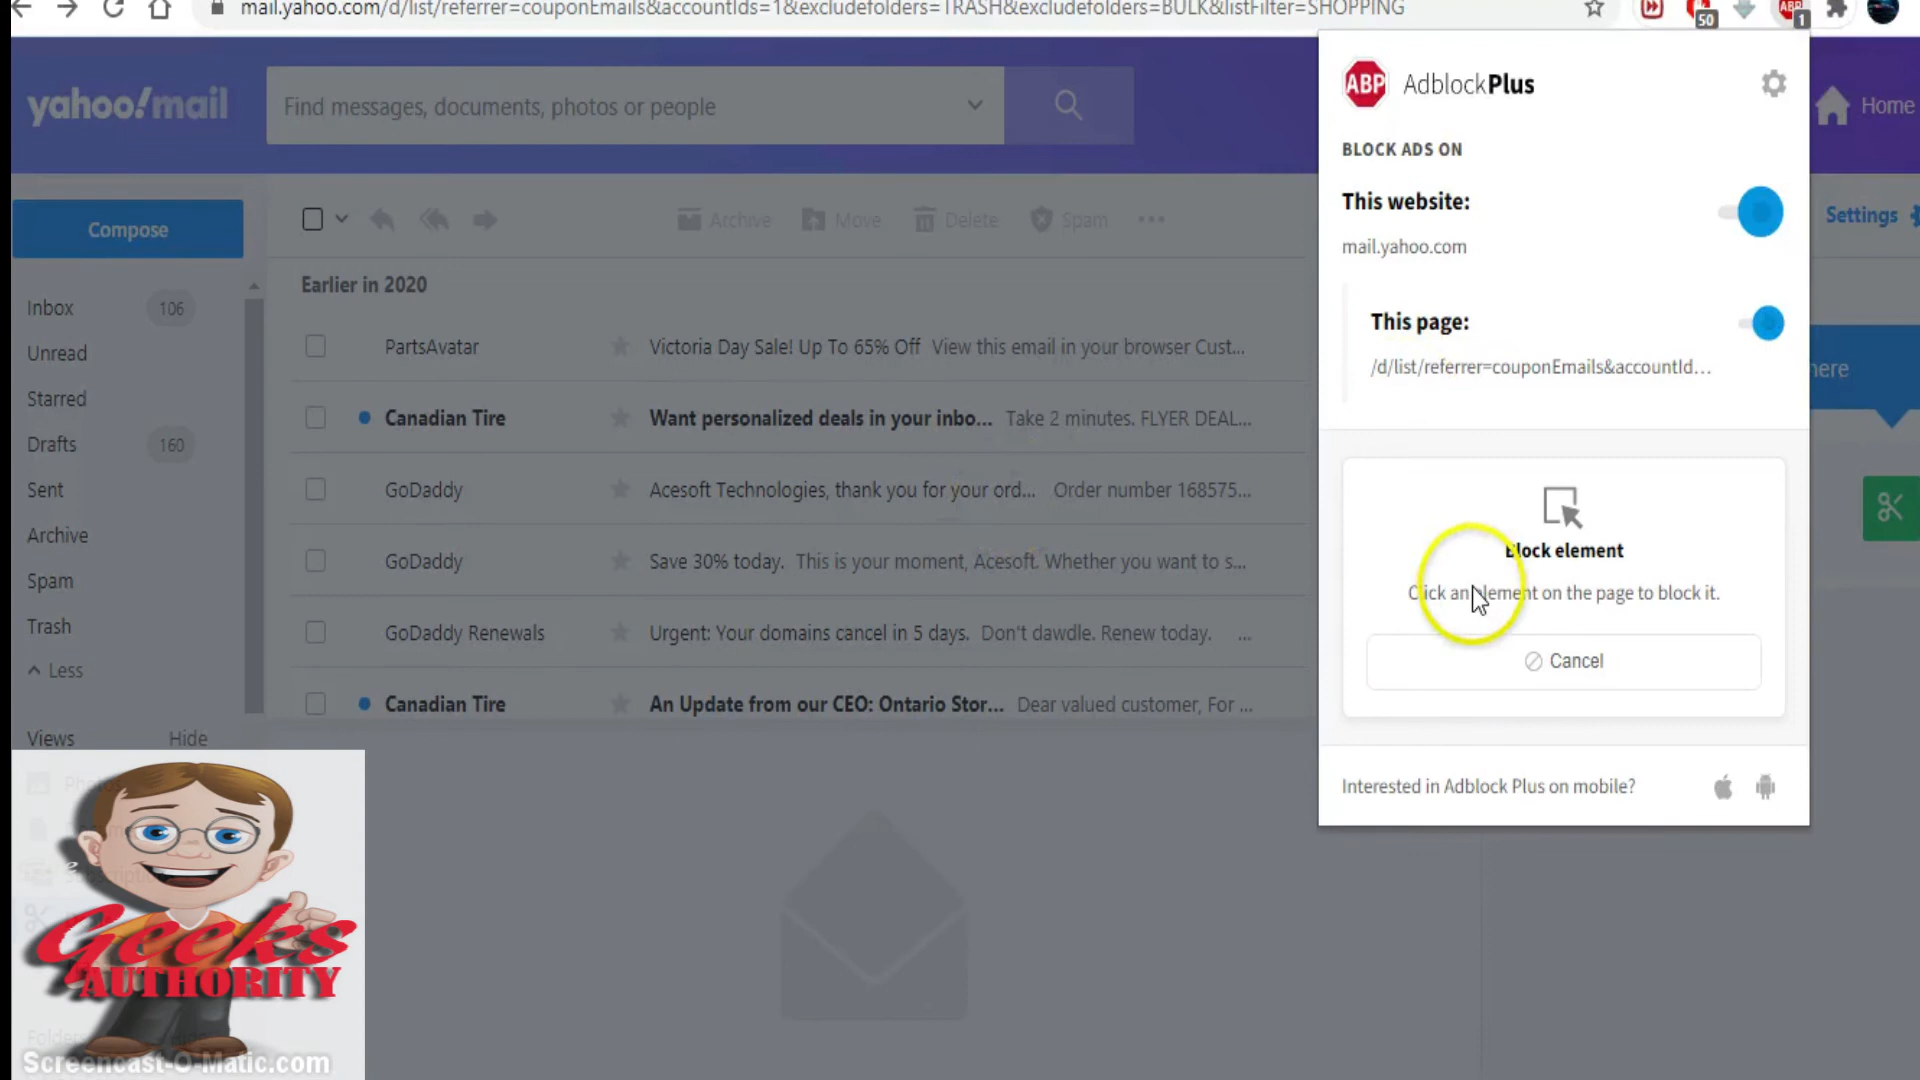 mail.yahoo.com/d/list/referrer=couponEmails&accountIds=1&excludefolders=TRASH&excludefolders=BULK&listFilter=SHOPPING
50
ABP
1
yahoo!mail
Find messages, documents, photos or people
ABP AdblockPlus
Home
BLOCK ADS ON
This website:
mail.yahoo.com
Settings
Compose
Archive Move Delete Spam
Earlier in 2020
Inbox 106
Unread
Starred
Drafts 160
Sent
Archive
Spam
Trash
Less
Views Hide
PartsAvatar Victoria Day Sale! Up To 65% Off View this email in your browser Cust...
Canadian Tire Want personalized deals in your inbo... Take 2 minutes. FLYER DEAL...
GoDaddy Acesoft Technologies, thank you for your ord... Order number 168575...
GoDaddy Save 30% today. This is your moment, Acesoft. Whether you want to s...
GoDaddy Renewals Urgent: Your domains cancel in 5 days. Don't dawdle. Renew today. ...
Canadian Tire An Update from our CEO: Ontario Stor... Dear valued customer, For ...
This page:
/d/list/referrer=couponEmails&accountId...
here
Block element
Click an element on the page to block it.
Cancel
Interested in Adblock Plus on mobile?
Geeks
AUTHORITY
Screencast-O-Matic.com